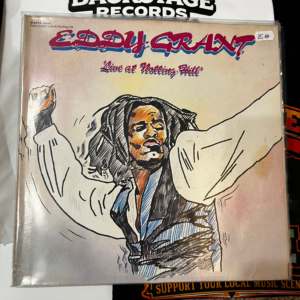 BACKSTAGE
RECORDS
EDDY GRANT
'Live at Notting Hill'
SUPPORT YOUR LOCAL MUSIC SCENE